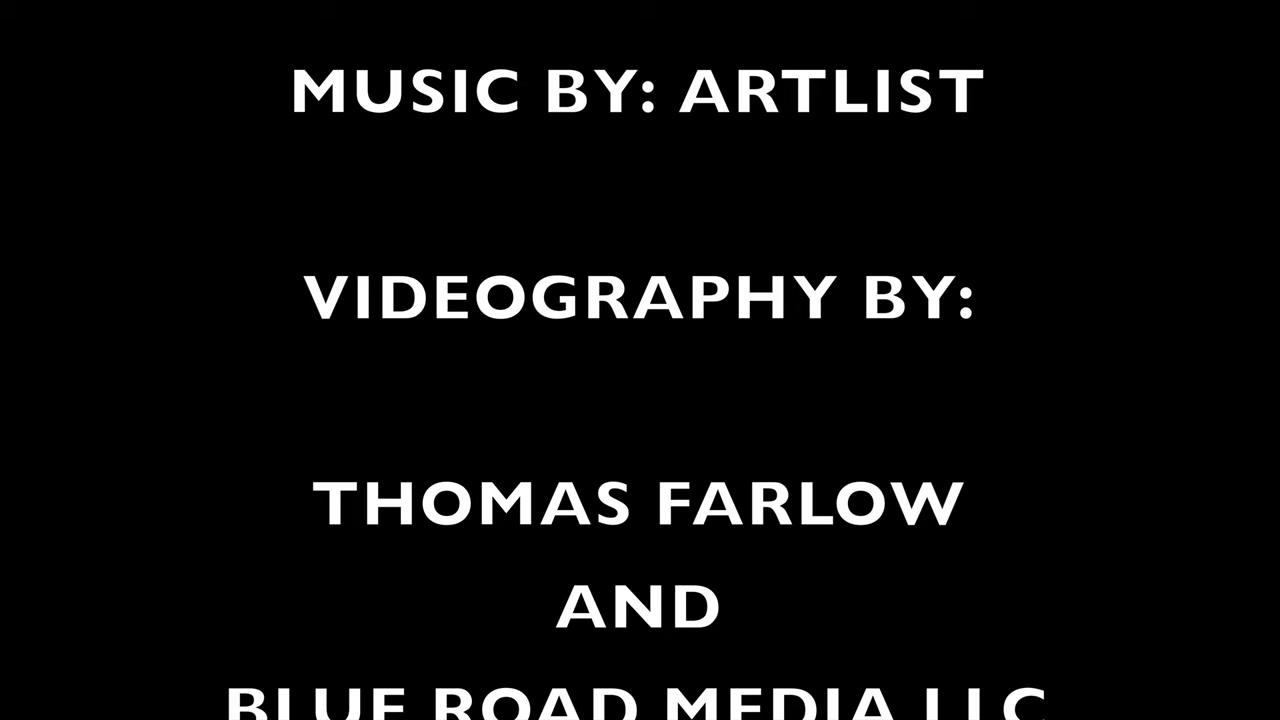 MUSIC BY: ARTLIST
VIDEOGRAPHY BY:
THOMAS FARLOW
AND
BLUE ROAD MEDIA LLC